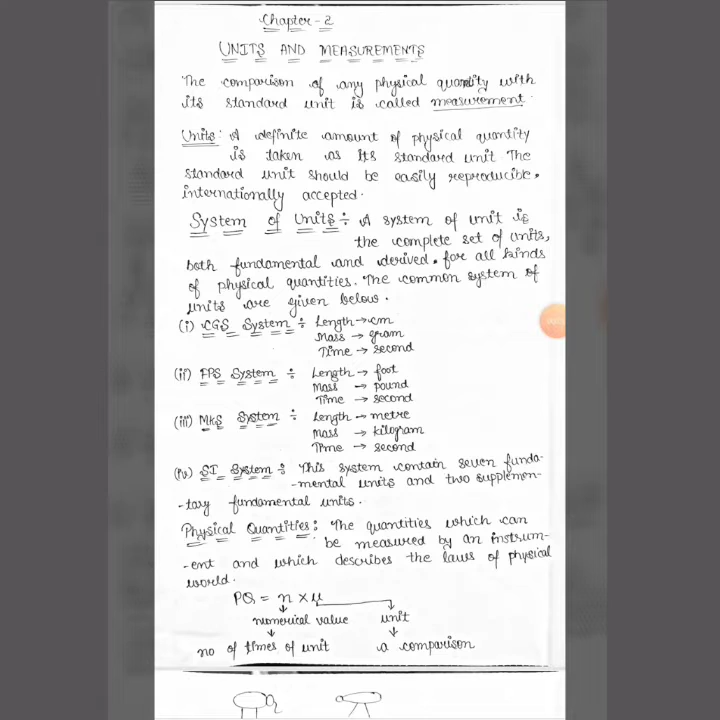 Chapter-2
UNITS AND MEASUREMENTS
The comparison of any physical quantity with
its standard unit is called measurement.
Units: A definite amount of physical quantity
is taken as its standard unit. The
standard unit should be easily reproducible,
internationally accepted.
System of Units÷ A system of unit is
the complete set of units,
both fundamental and derived, for all kinds
of physical quantities. The common system of
units are given below.
(i) CGS System ÷ Length → cm
Mass → gram
Time → second
(ii) FPS System ÷ Length → foot
Mass → pound
Time → second
(iii) MKS System ÷ Length → metre
Mass → kilogram
Time → second
(iv) SI System ÷ This system contain seven funda-
-mental units and two supplemen-
-tary fundamental units.
Physical Quantities: The quantities which can
be measured by an instrum-
-ent and which describes the laws of physical
world.
PQ = n × u
numerical value unit
no of times of unit a comparison